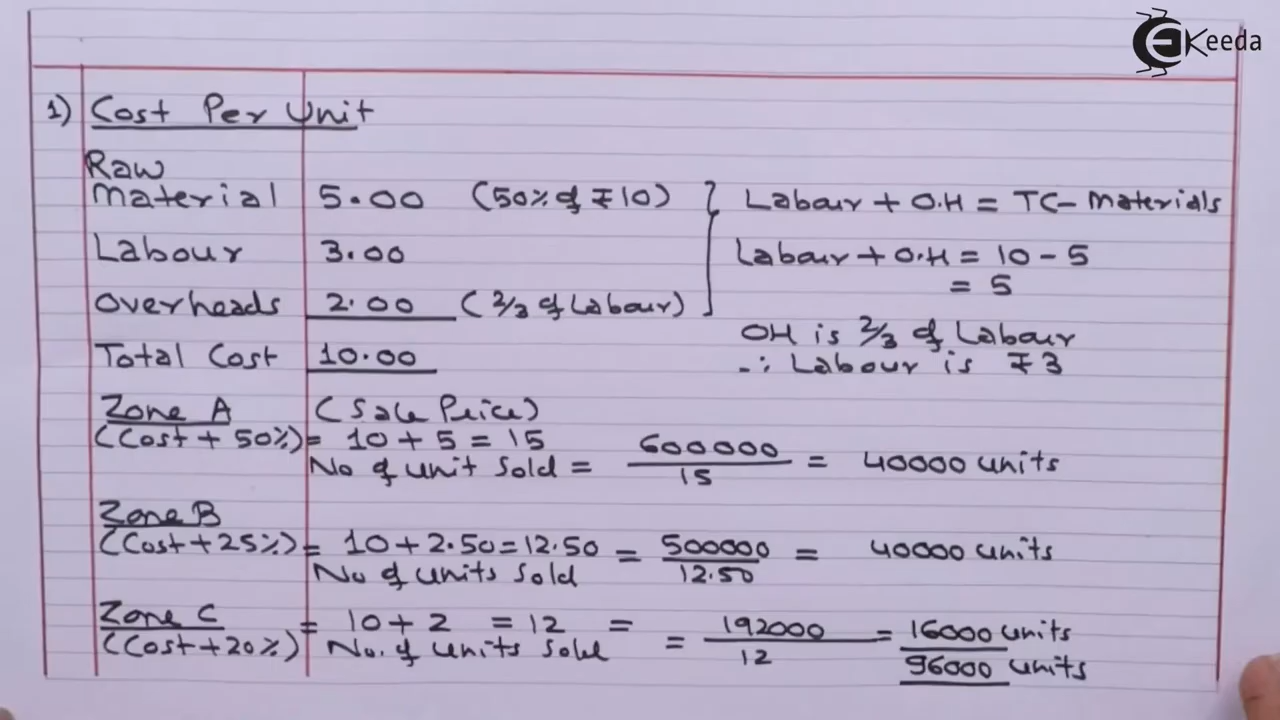 Keeda
1) Cost Per Unit
Raw
Material 5.00 (50% of ₹10) Labour + O.H = TC - Materials
Labour 3.00 Labour + O.H = 10 - 5
= 5
Overheads 2.00 (2/3 of Labour)
OH is 2/3 of Labour
Total Cost 10.00 ∴ Labour is ₹3
Zone A (Sale Price)
(Cost + 50%) = 10 + 5 = 15
No of unit Sold = 600000 / 15 = 40000 units
Zone B
(Cost + 25%) = 10 + 2.50 = 12.50 = 500000 / 12.50 = 40000 units
No of units Sold
Zone C = 10 + 2 = 12 =
(Cost + 20%) No. of units Sold = 192000 / 12 = 16000 units
96000 units